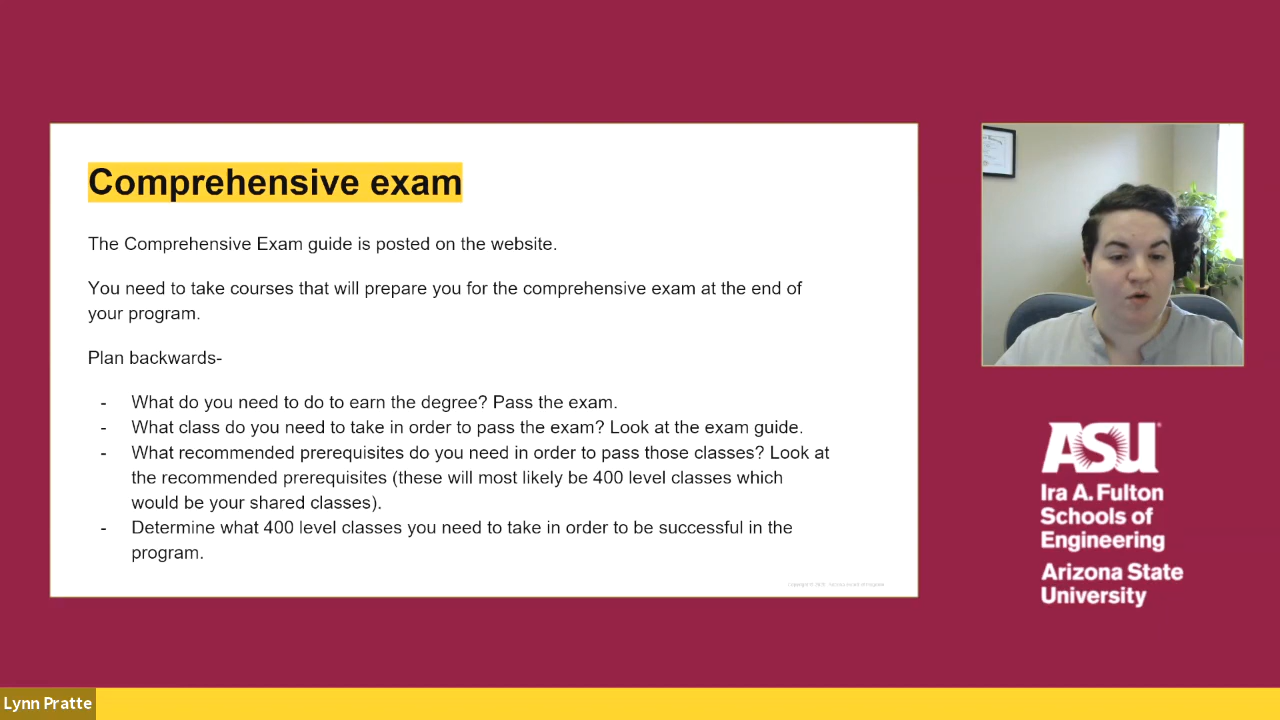 Comprehensive exam
The Comprehensive Exam guide is posted on the website.
You need to take courses that will prepare you for the comprehensive exam at the end of
your program.
Plan backwards-
- What do you need to do to earn the degree? Pass the exam.
- What class do you need to take in order to pass the exam? Look at the exam guide.
- What recommended prerequisites do you need in order to pass those classes? Look at
the recommended prerequisites (these will most likely be 400 level classes which
would be your shared classes).
- Determine what 400 level classes you need to take in order to be successful in the
program.
ASU
Ira A. Fulton
Schools of
Engineering
Arizona State
University
Lynn Pratte